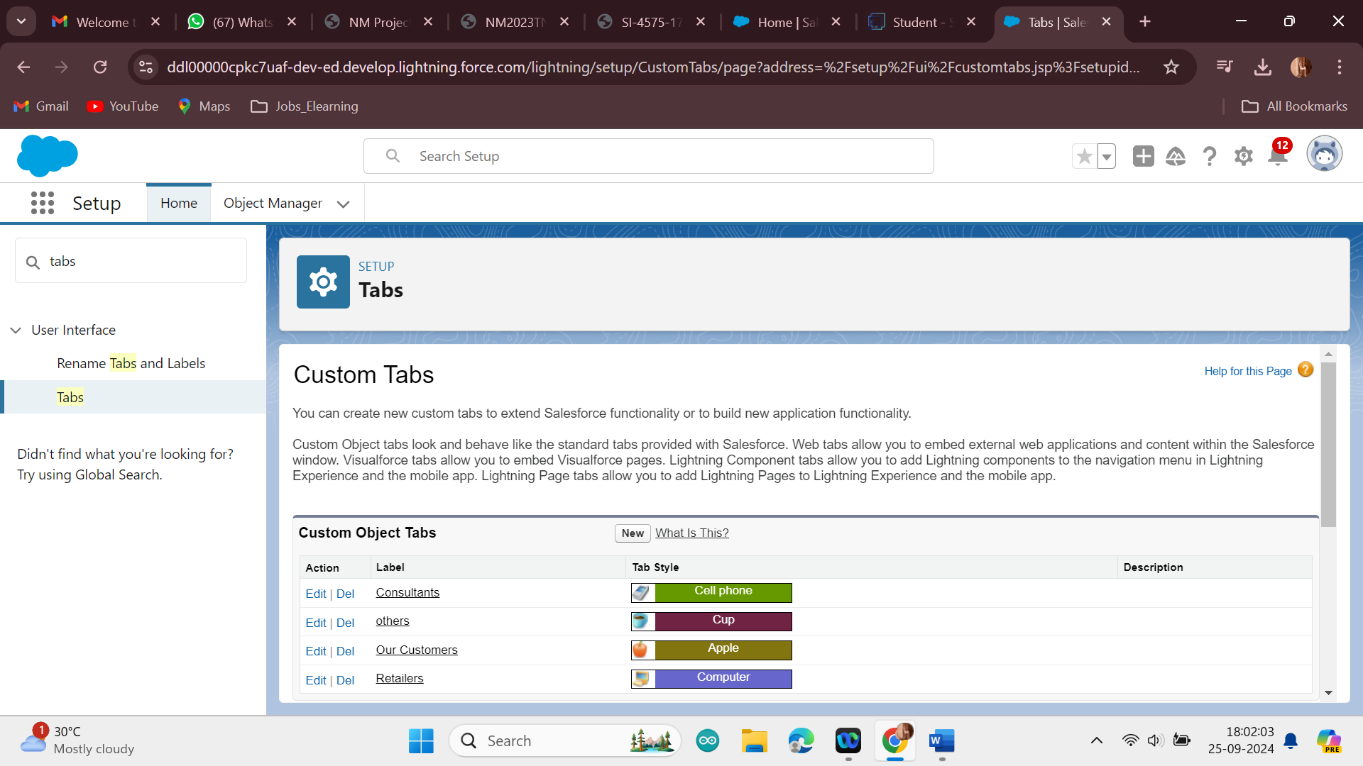 Welcome t
(67) Whats
NM Projec
NM2023TN
SI-4575-17
Home | Sal
Student - S
Tabs | Sale
ddl00000cpkc7uaf-dev-ed.develop.lightning.force.com/lightning/setup/CustomTabs/page?address=%2Fsetup%2Fui%2Fcustomtabs.jsp%3Fsetupid...
Gmail
YouTube
Maps
Jobs_Elearning
All Bookmarks
Search Setup
12
Setup
Home
Object Manager
tabs
User Interface
Rename Tabs and Labels
Tabs
Didn't find what you're looking for?
Try using Global Search.
SETUP
Tabs
Custom Tabs
Help for this Page ?
You can create new custom tabs to extend Salesforce functionality or to build new application functionality.
Custom Object tabs look and behave like the standard tabs provided with Salesforce. Web tabs allow you to embed external web applications and content within the Salesforce
window. Visualforce tabs allow you to embed Visualforce pages. Lightning Component tabs allow you to add Lightning components to the navigation menu in Lightning
Experience and the mobile app. Lightning Page tabs allow you to add Lightning Pages to Lightning Experience and the mobile app.
Custom Object Tabs
New
What Is This?
Action Label Tab Style Description
Edit | Del Consultants Cell phone
Edit | Del others Cup
Edit | Del Our Customers Apple
Edit | Del Retailers Computer
1
30°C
Mostly cloudy
Search
W
PRE
18:02:03
25-09-2024